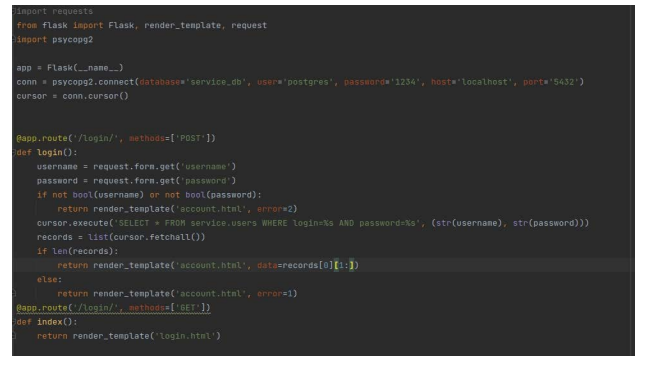 import requests
from flask import Flask, render_template, request
import psycopg2
app = Flask(__name__)
conn = psycopg2.connect(database='service_db', user='postgres', password='1234', host='localhost', port='5432')
cursor = conn.cursor()
@app.route('/login/', methods=['POST'])
def login():
    username = request.form.get('username')
    password = request.form.get('password')
    if not bool(username) or not bool(password):
        return render_template('account.html', error=2)
    cursor.execute('SELECT * FROM service.users WHERE login=%s AND password=%s', (str(username), str(password)))
    records = list(cursor.fetchall())
    if len(records):
        return render_template('account.html', data=records[0][1:])
    else:
        return render_template('account.html', error=1)
@app.route('/login/', methods=['GET'])
def index():
    return render_template('login.html')